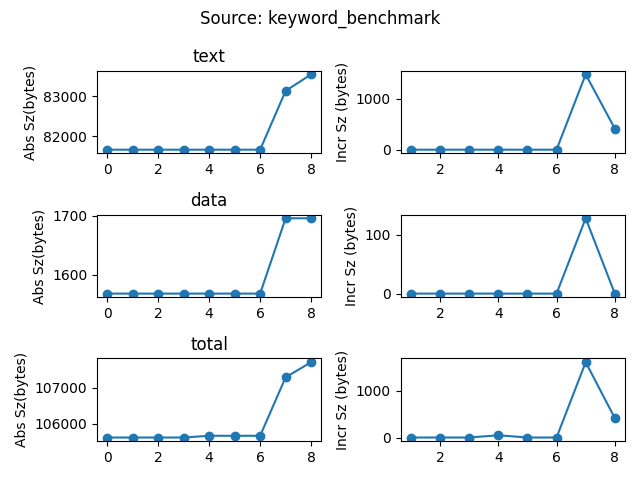 Source: keyword_benchmark
text
Abs Sz(bytes)
83000
82000
0 2 4 6 8
Incr Sz (bytes)
1000
0
2 4 6 8
data
Abs Sz(bytes)
1700
1600
0 2 4 6 8
Incr Sz (bytes)
100
0
2 4 6 8
total
Abs Sz(bytes)
107000
106000
0 2 4 6 8
Incr Sz (bytes)
1000
0
2 4 6 8